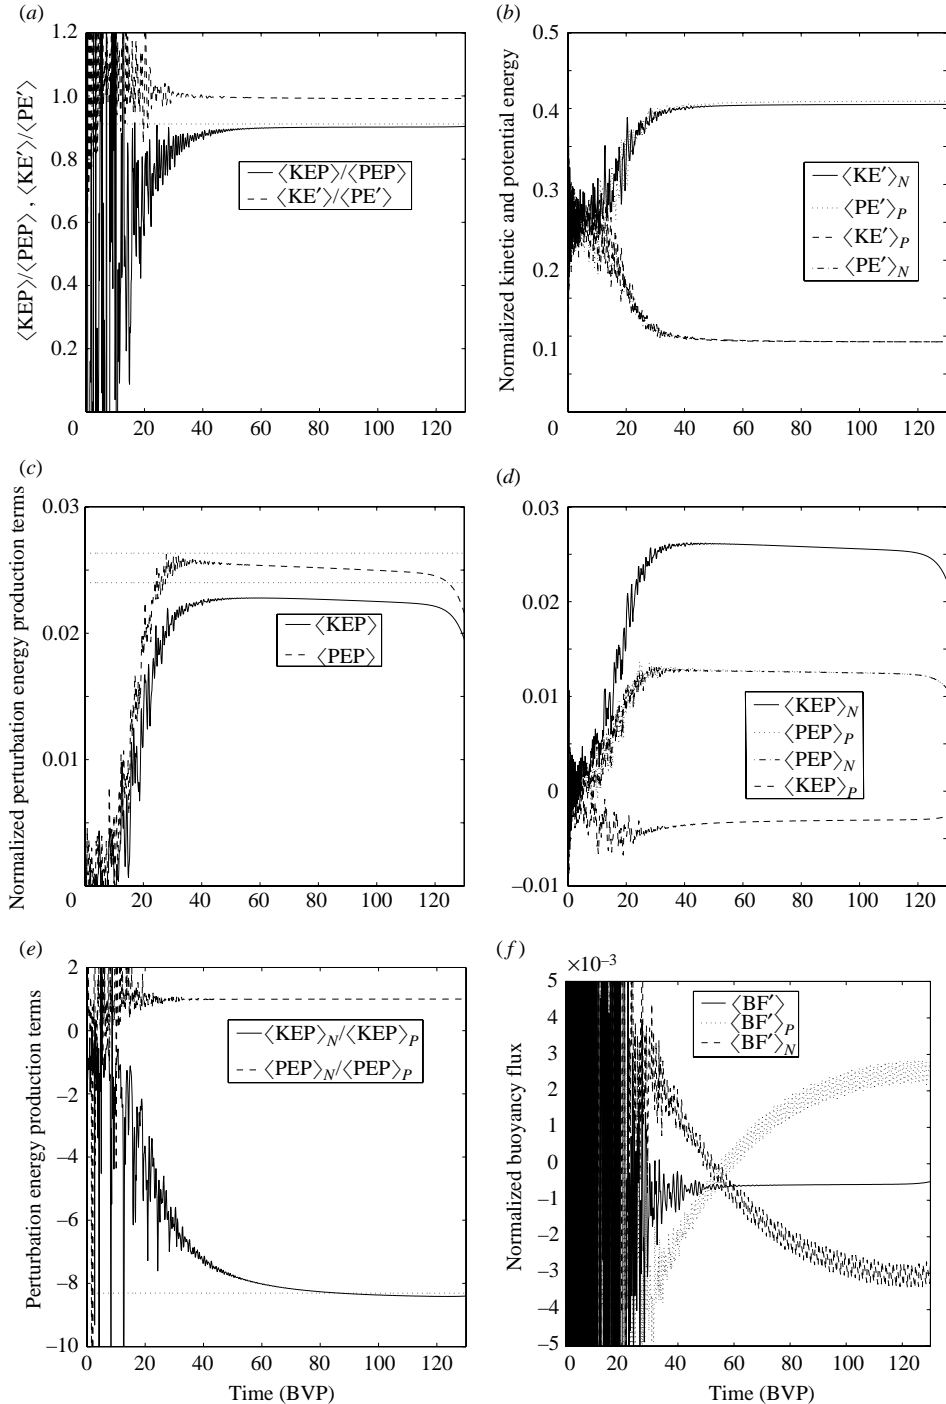 (a)
1.2
1.0
0.8
0.6
0.4
0.2
0 20 40 60 80 100 120
⟨KEP⟩/⟨PEP⟩, ⟨KE′⟩/⟨PE′⟩
⟨KEP⟩/⟨PEP⟩
⟨KE′⟩/⟨PE′⟩
(b)
0.5
0.4
0.3
0.2
0.1
0 20 40 60 80 100 120
Normalized kinetic and potential energy
⟨KE′⟩N
⟨PE′⟩P
⟨KE′⟩P
⟨PE′⟩N
(c)
0.03
0.02
0.01
0 20 40 60 80 100 120
Normalized perturbation energy production terms
⟨KEP⟩
⟨PEP⟩
(d)
0.03
0.02
0.01
0
−0.01
0 20 40 60 80 100 120
⟨KEP⟩N
⟨PEP⟩P
⟨PEP⟩N
⟨KEP⟩P
(e)
2
0
−2
−4
−6
−8
−10
0 20 40 60 80 100 120
Perturbation energy production terms
⟨KEP⟩N/⟨KEP⟩P
⟨PEP⟩N/⟨PEP⟩P
Time (BVP)
(f)
×10−3
5
4
3
2
1
0
−1
−2
−3
−4
−5
0 20 40 60 80 100 120
Normalized buoyancy flux
⟨BF′⟩
⟨BF′⟩P
⟨BF′⟩N
Time (BVP)